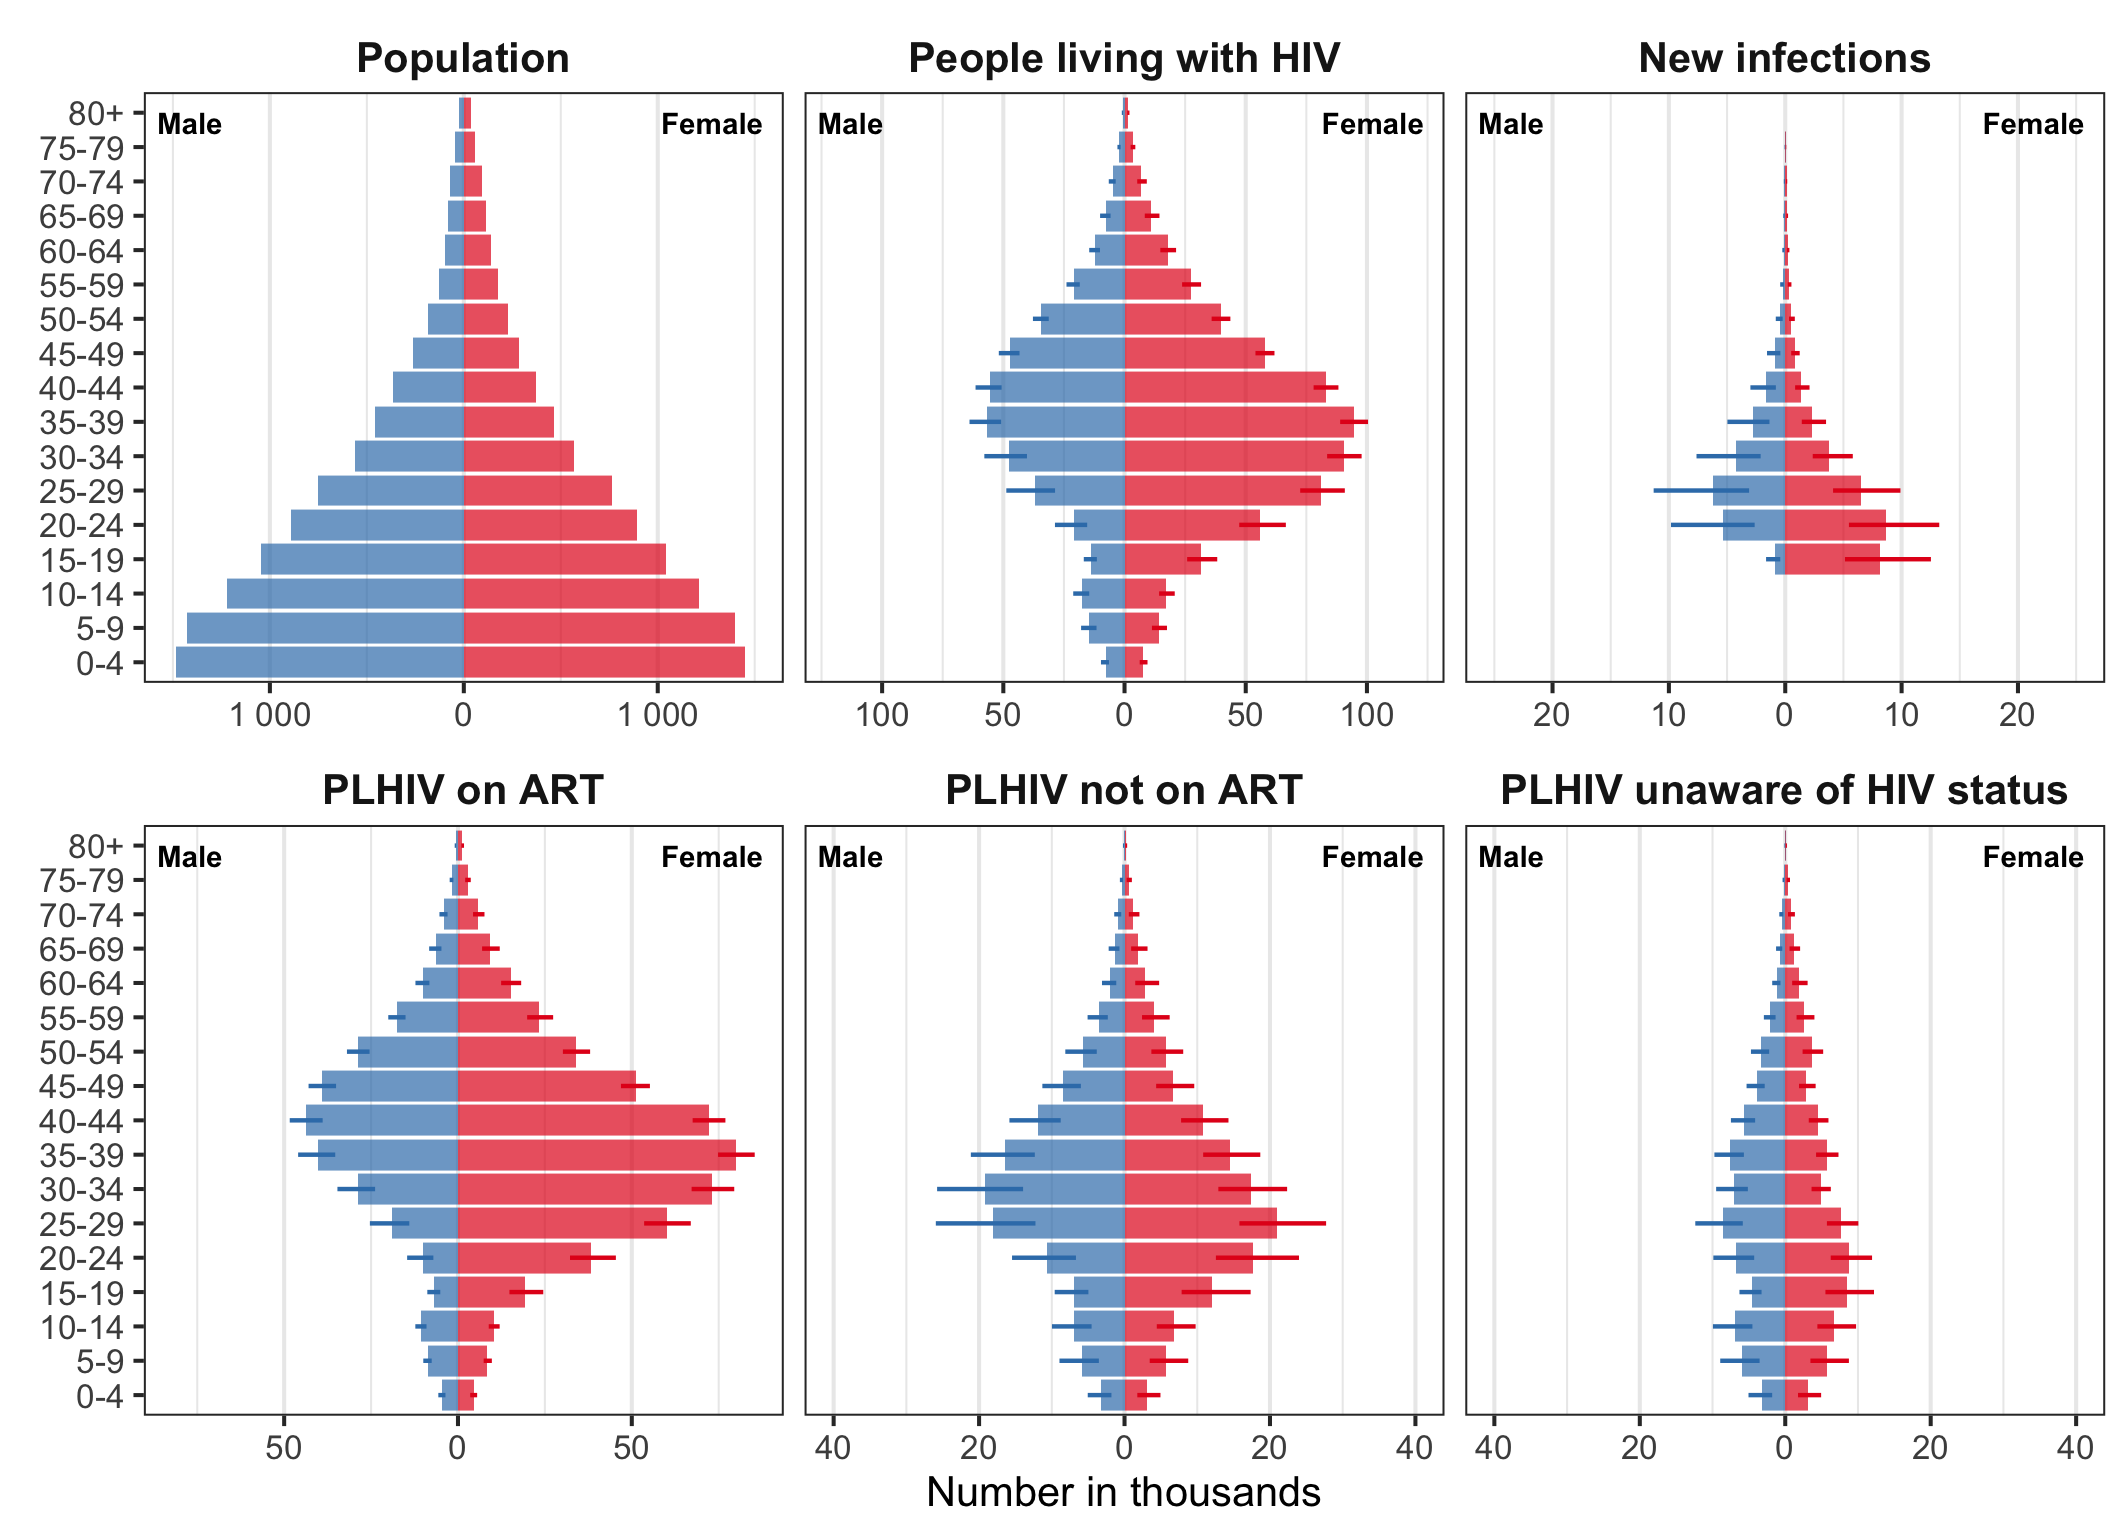 Population
People living with HIV
New infections
Male
Female
Male
Female
Male
Female
80+
75-79
70-74
65-69
60-64
55-59
50-54
45-49
40-44
35-39
30-34
25-29
20-24
15-19
10-14
5-9
0-4
1 000 0 1 000
100 50 0 50 100
20 10 0 10 20
PLHIV on ART
PLHIV not on ART
PLHIV unaware of HIV status
Male
Female
Male
Female
Male
Female
80+
75-79
70-74
65-69
60-64
55-59
50-54
45-49
40-44
35-39
30-34
25-29
20-24
15-19
10-14
5-9
0-4
50 0 50
40 20 0 20 40
40 20 0 20 40
Number in thousands